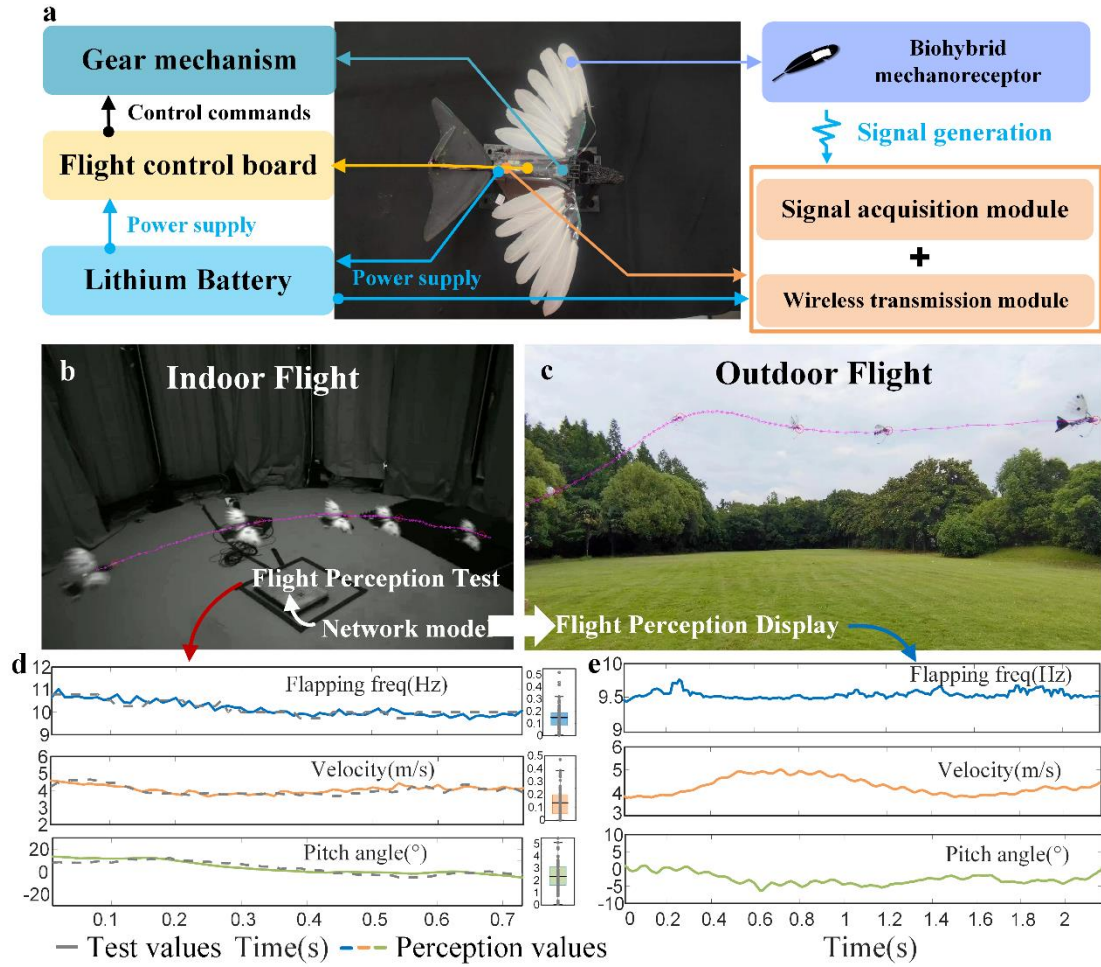 a
Gear mechanism
Control commands
Flight control board
Power supply
Lithium Battery
Power supply
Biohybrid
mechanoreceptor
Signal generation
Signal acquisition module
+
Wireless transmission module
b
Indoor Flight
Flight Perception Test
Network model
c
Outdoor Flight
Flight Perception Display
d
Flapping freq(Hz)
12
11
10
9
0.5
0.4
0.3
0.2
0.1
0
Velocity(m/s)
6
5
4
3
2
0.5
0.4
0.3
0.2
0.1
0
Pitch angle(°)
20
0
-20
5
4
3
2
1
0
0.1
0.2
0.3
0.4
0.5
0.6
0.7
Test values
Time(s)
Perception values
e
Flapping freq(Hz)
10
9.5
9
Velocity(m/s)
6
5
4
3
Pitch angle(°)
10
5
0
-5
-10
0
0.2
0.4
0.6
0.8
1
1.2
1.4
1.6
1.8
2
Time(s)